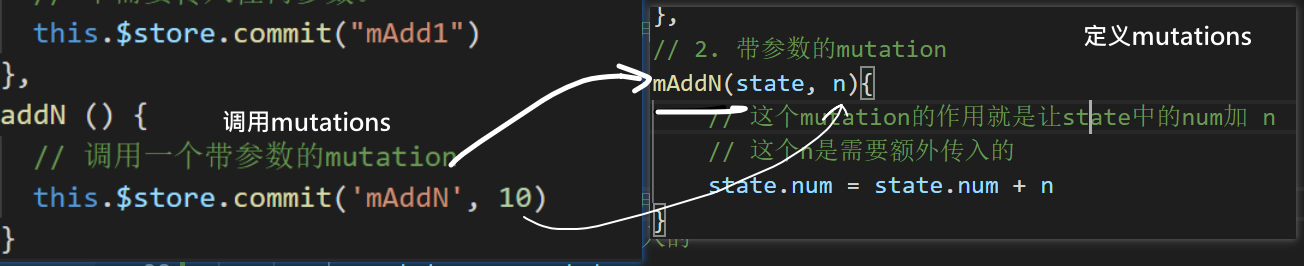 this.$store.commit("mAdd1")
},
addN () {
调用mutations
// 调用一个带参数的mutation
this.$store.commit('mAddN', 10)
}
},
// 2. 带参数的mutation
定义mutations
mAddN(state, n){
// 这个mutation的作用就是让state中的num加 n
// 这个n是需要额外传入的
state.num = state.num + n
}